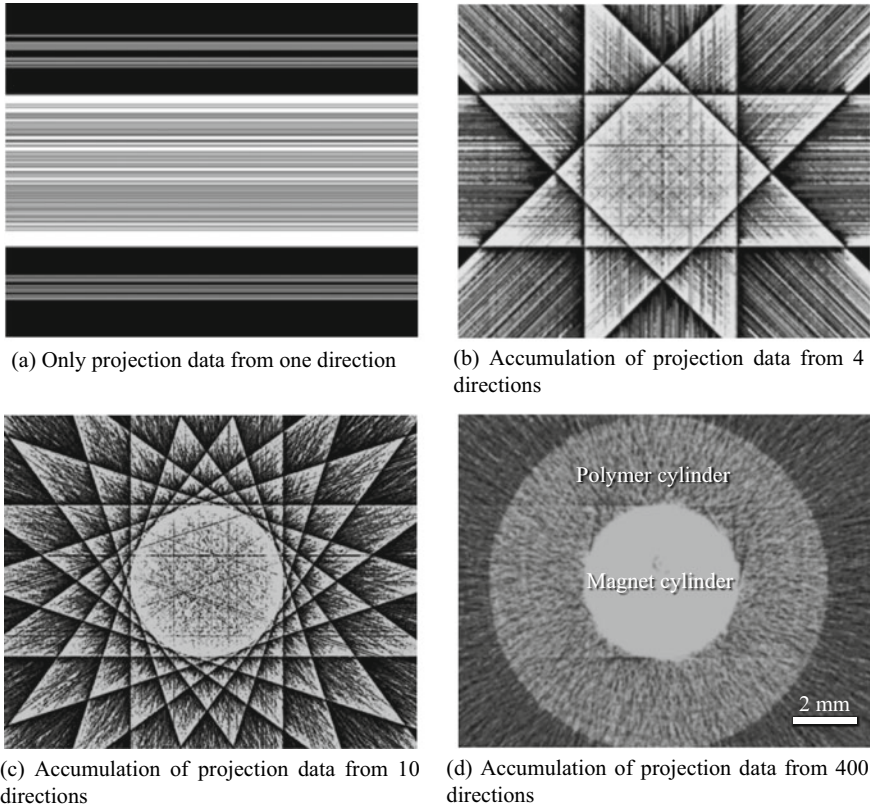 (a) Only projection data from one direction
(b) Accumulation of projection data from 4
directions
Polymer cylinder
Magnet cylinder
2 mm
(c) Accumulation of projection data from 10
directions
(d) Accumulation of projection data from 400
directions